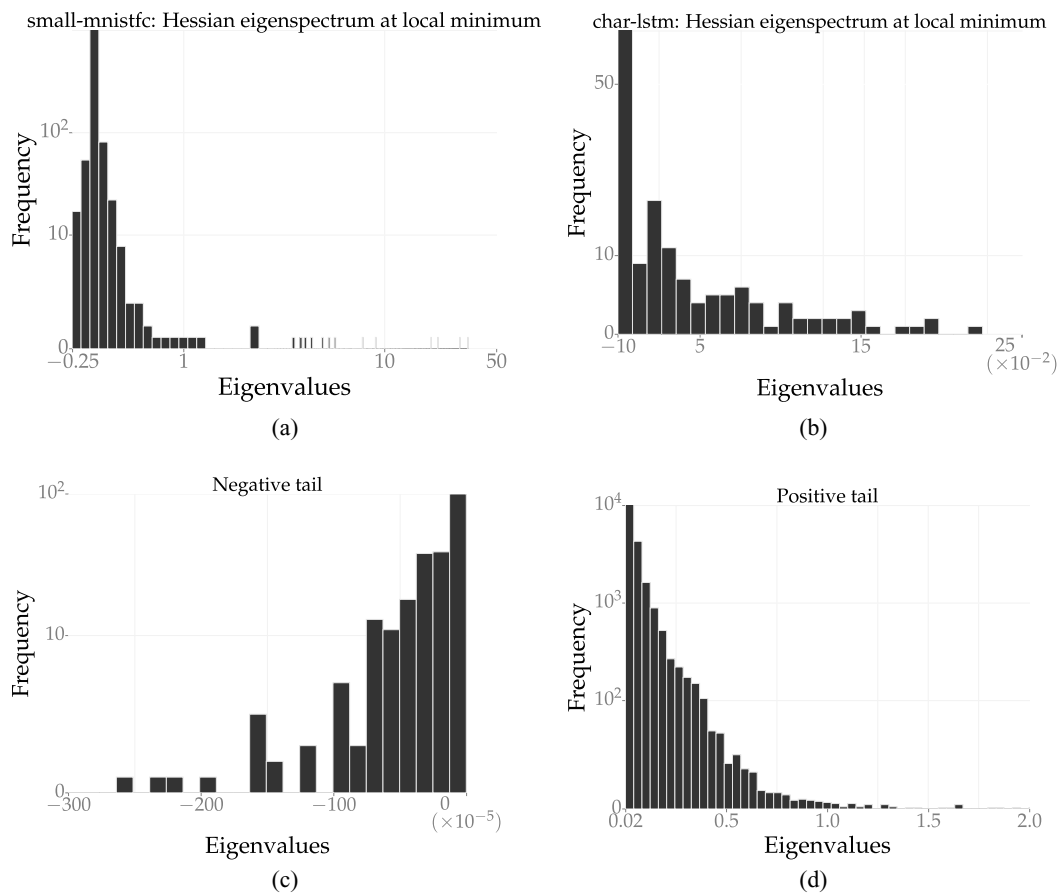 small-mnistfc: Hessian eigenspectrum at local minimum
Frequency
10²
10
0
−0.25
1
10
50
Eigenvalues
(a)
char-lstm: Hessian eigenspectrum at local minimum
Frequency
50
10
0
−10
5
15
25
(×10⁻²)
Eigenvalues
(b)
Negative tail
Frequency
10²
10
0
−300
−200
−100
0
(×10⁻⁵)
Eigenvalues
(c)
Positive tail
Frequency
10⁴
10³
10²
0
0.02
0.5
1.0
1.5
2.0
Eigenvalues
(d)